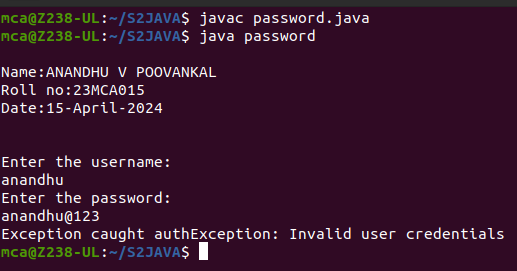 mca@Z238-UL:~/S2JAVA$ javac password.java
mca@Z238-UL:~/S2JAVA$ java password
Name:ANANDHU V POOVANKAL
Roll no:23MCA015
Date:15-April-2024
Enter the username:
anandhu
Enter the password:
anandhu@123
Exception caught authException: Invalid user credentials
mca@Z238-UL:~/S2JAVA$